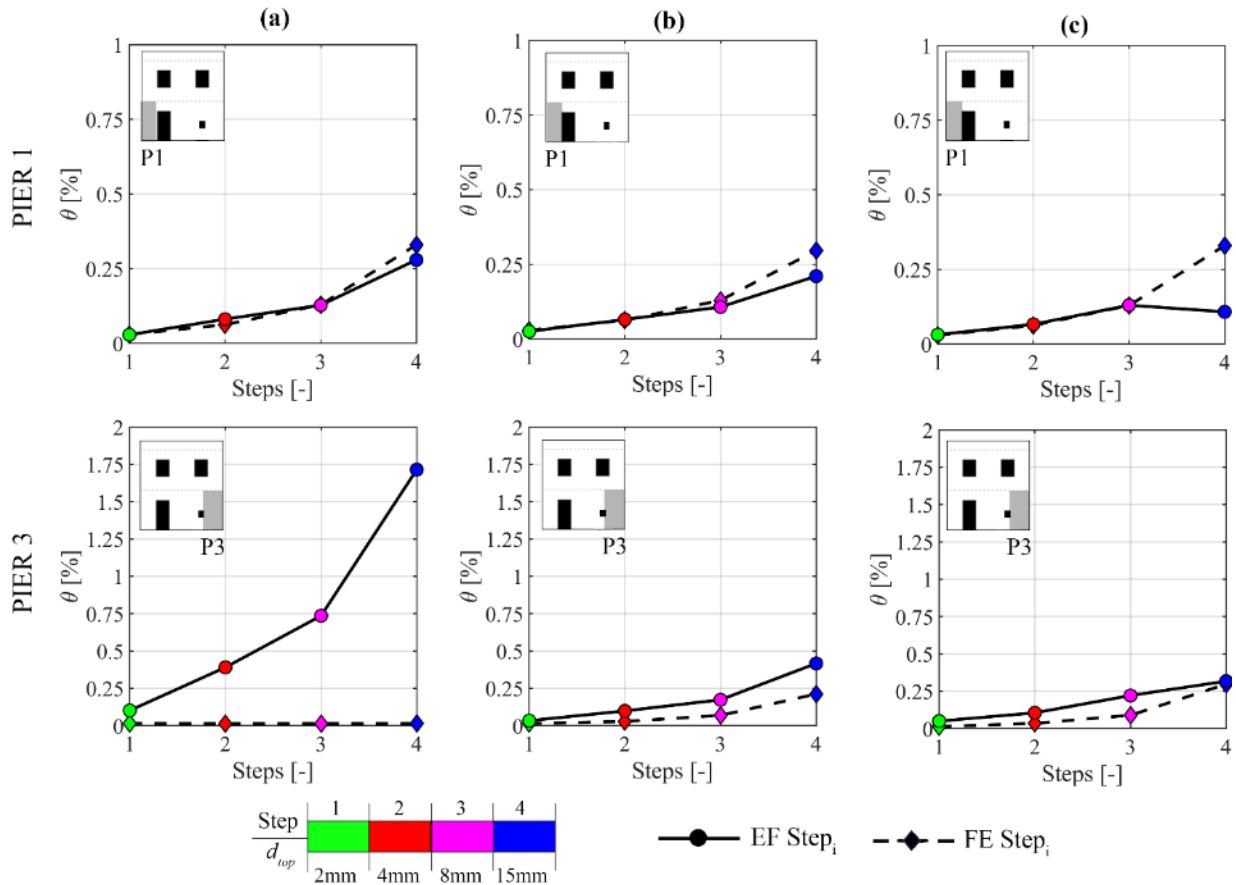 (a)
(b)
(c)
PIER 1
θ [%]
1
0.75
0.5
0.25
0
P1
1 2 3 4
Steps [-]
θ [%]
1
0.75
0.5
0.25
0
P1
1 2 3 4
Steps [-]
θ [%]
1
0.75
0.5
0.25
0
P1
1 2 3 4
Steps [-]
PIER 3
θ [%]
2
1.75
1.5
1.25
1
0.75
0.5
0.25
0
P3
1 2 3 4
Steps [-]
θ [%]
2
1.75
1.5
1.25
1
0.75
0.5
0.25
0
P3
1 2 3 4
Steps [-]
θ [%]
2
1.75
1.5
1.25
1
0.75
0.5
0.25
0
P3
1 2 3 4
Steps [-]
Step 1 2 3 4
d_top 2mm 4mm 8mm 15mm
EF Step_i
FE Step_i